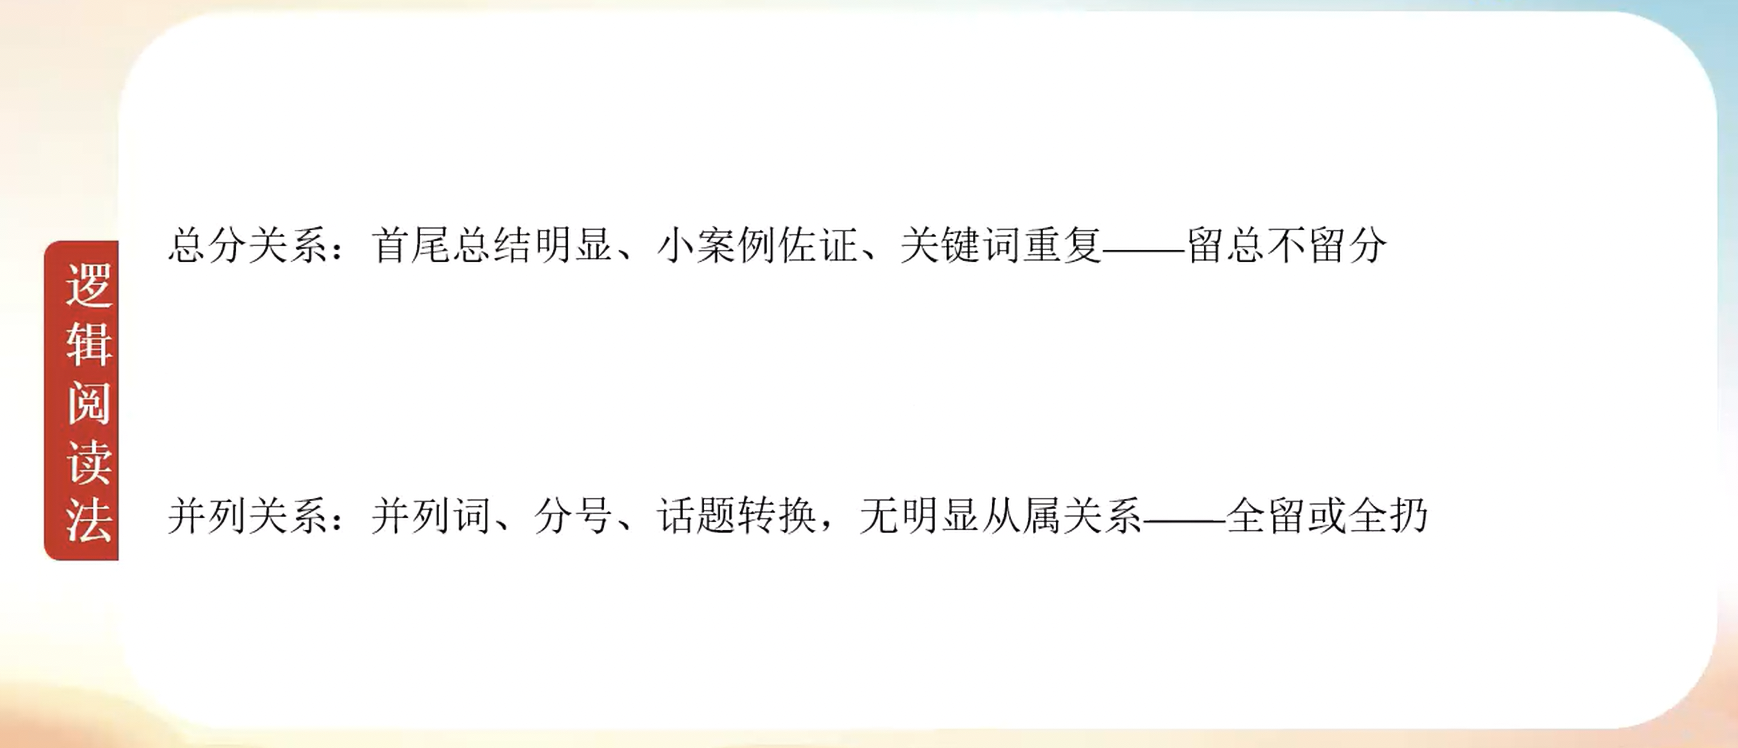 逻辑阅读法
总分关系：首尾总结明显、小案例佐证、关键词重复——留总不留分
并列关系：并列词、分号、话题转换，无明显从属关系——全留或全扔